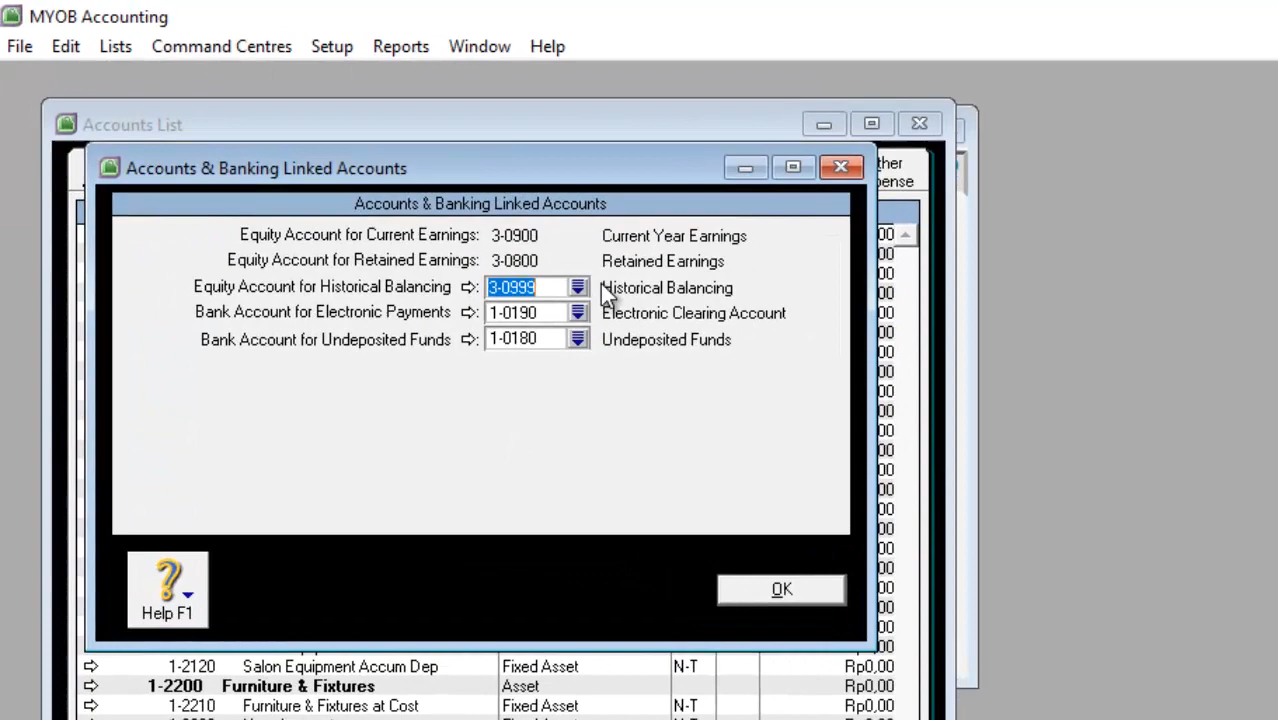 MYOB Accounting
File Edit Lists Command Centres Setup Reports Window Help
Accounts List
Accounts & Banking Linked Accounts
Accounts & Banking Linked Accounts
Equity Account for Current Earnings: 3-0900 Current Year Earnings
Equity Account for Retained Earnings: 3-0800 Retained Earnings
Equity Account for Historical Balancing : 3-0999 Historical Balancing
Bank Account for Electronic Payments : 1-0190 Electronic Clearing Account
Bank Account for Undeposited Funds : 1-0180 Undeposited Funds
Help F1
OK
1-2120 Salon Equipment Accum Dep Fixed Asset N-T Rp0,00
1-2200 Furniture & Fixtures Asset Rp0,00
1-2210 Furniture & Fixtures at Cost Fixed Asset N-T Rp0,00